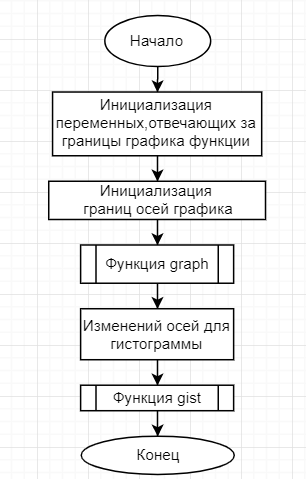 Начало
Инициализация
переменных,отвечающих за
границы графика функции
Инициализация
границ осей графика
Функция graph
Изменений осей для
гистограммы
Функция gist
Конец